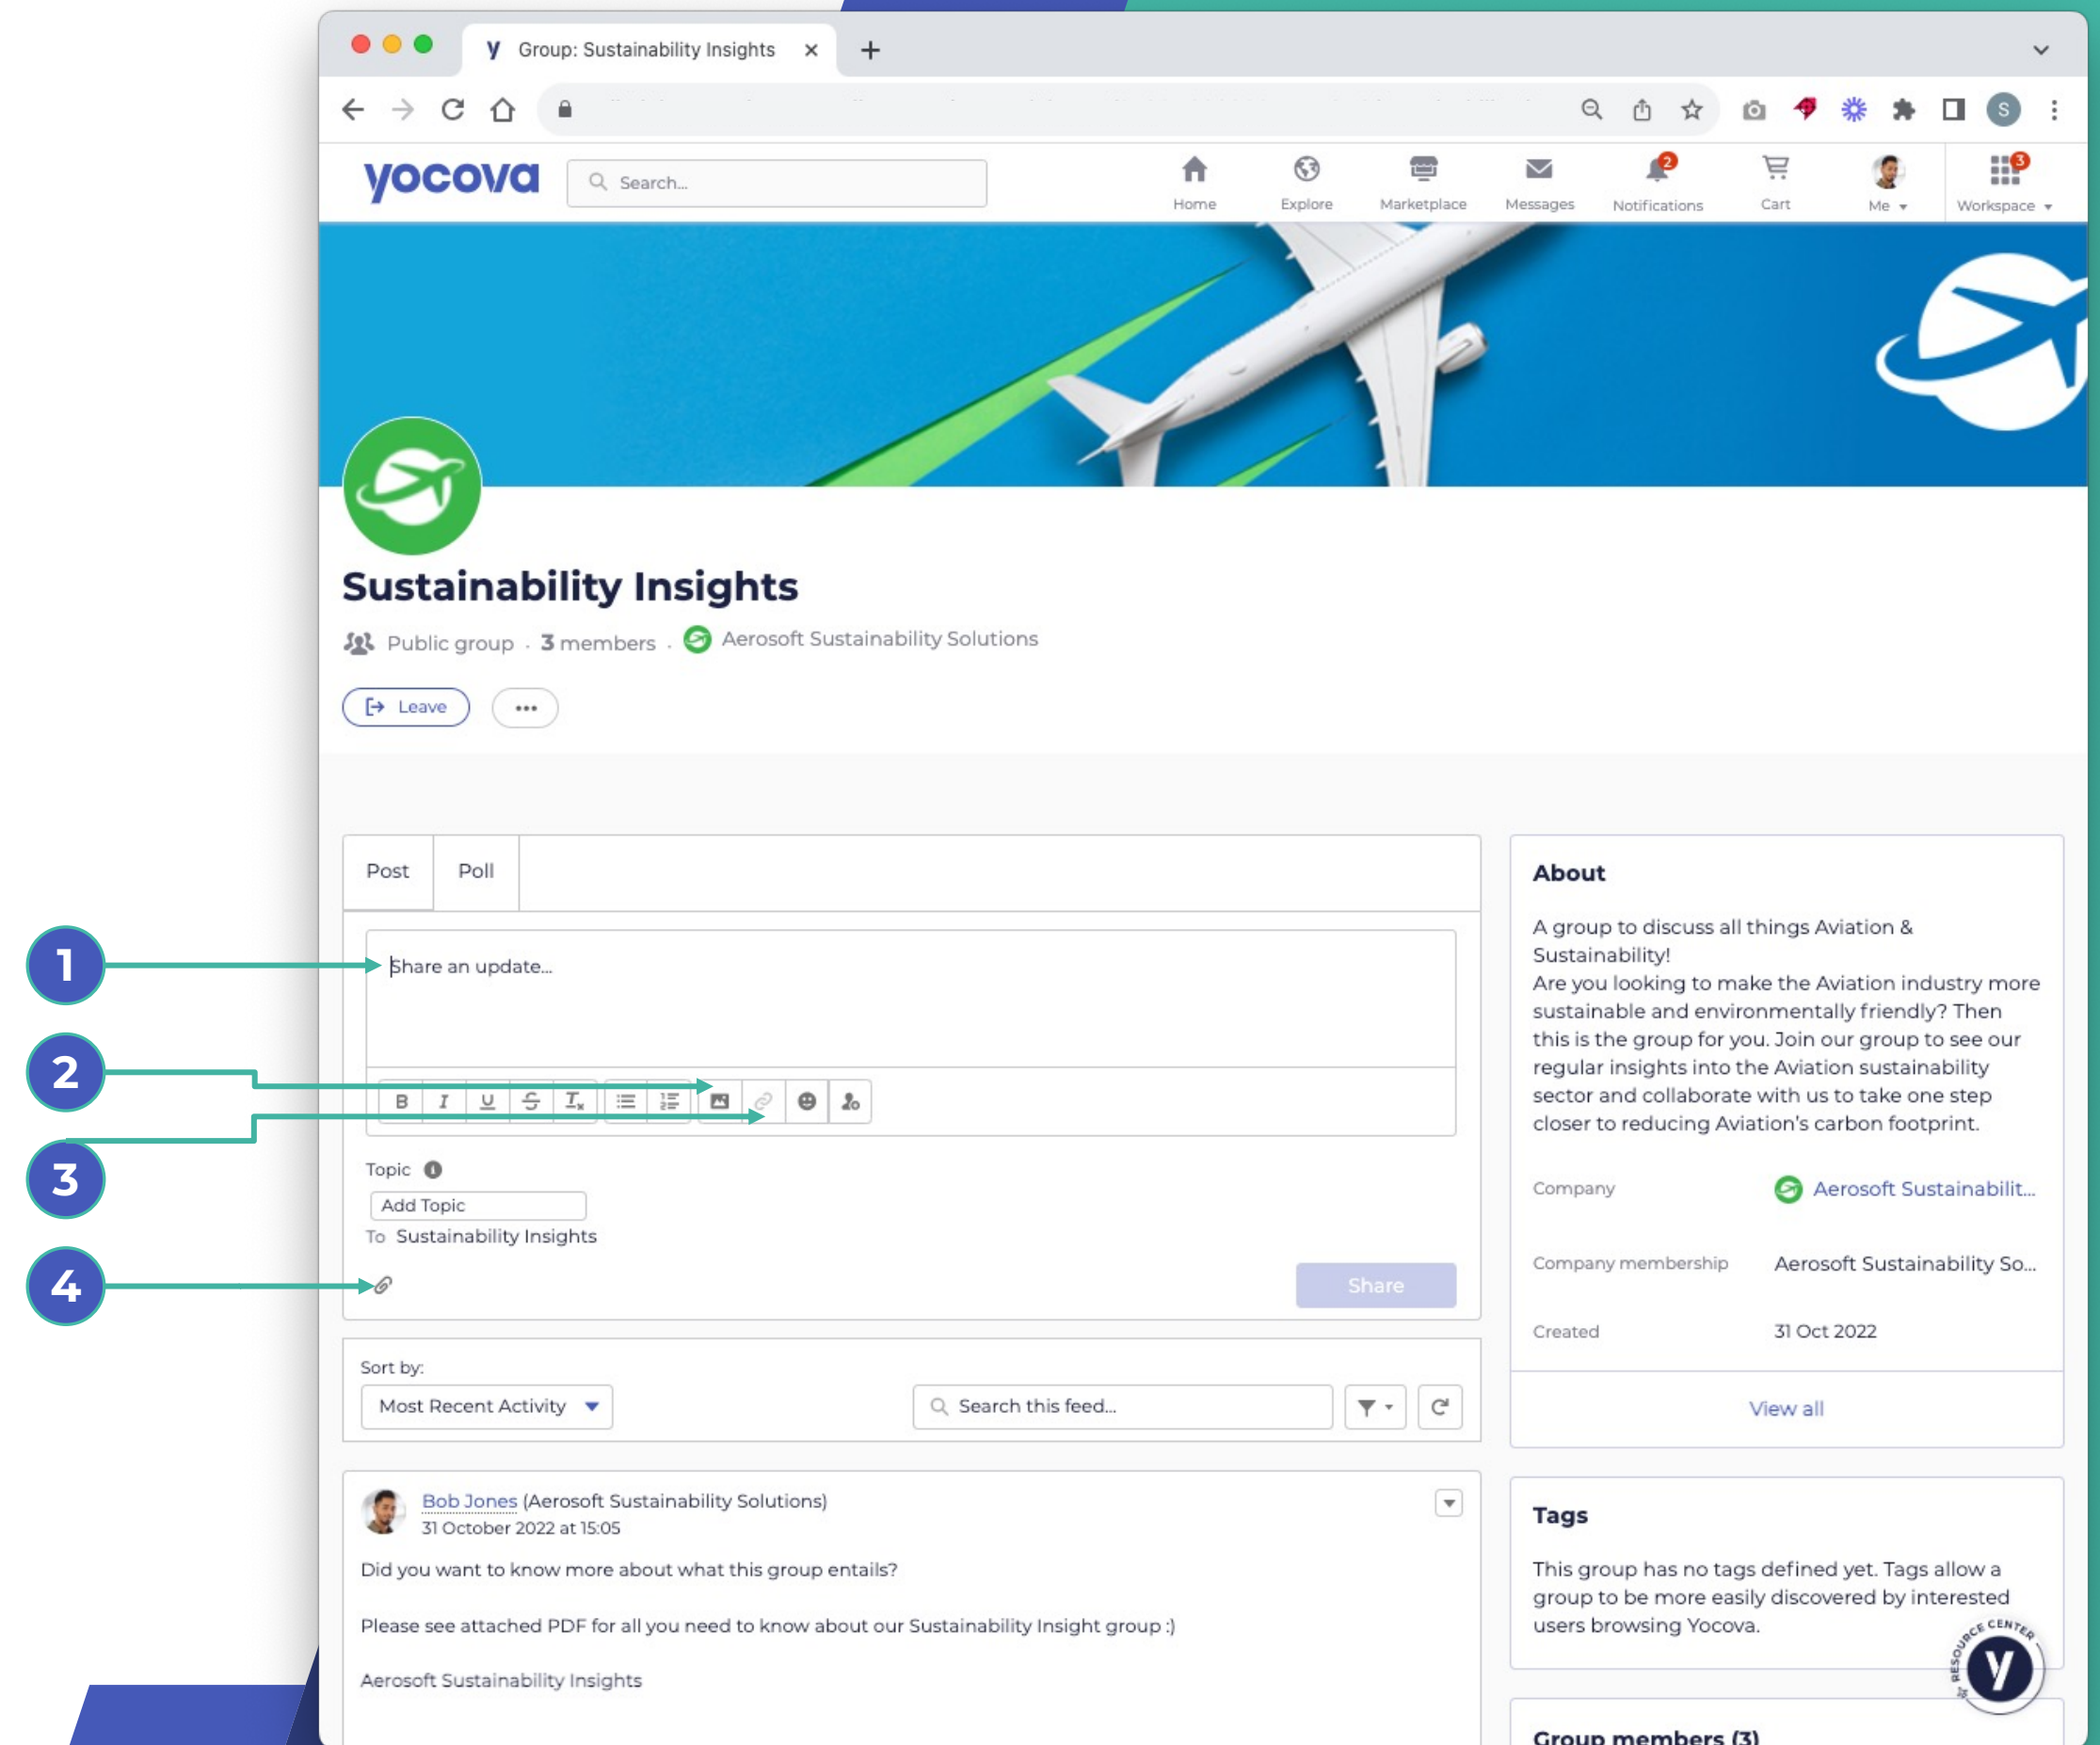 y Group: Sustainability Insights
S
yocova
Search...
Home
Explore
Marketplace
Messages
2
Notifications
Cart
Me
3
Workspace
Sustainability Insights
Public group · 3 members · Aerosoft Sustainability Solutions
Leave
Post
Poll
1
Share an update...
2
B I U S Tx
3
Topic
Add Topic
To Sustainability Insights
4
Share
Sort by:
Most Recent Activity
Search this feed...
Bob Jones (Aerosoft Sustainability Solutions)
31 October 2022 at 15:05
Did you want to know more about what this group entails?
Please see attached PDF for all you need to know about our Sustainability Insight group :)
Aerosoft Sustainability Insights
About
A group to discuss all things Aviation &
Sustainability!
Are you looking to make the Aviation industry more
sustainable and environmentally friendly? Then
this is the group for you. Join our group to see our
regular insights into the Aviation sustainability
sector and collaborate with us to take one step
closer to reducing Aviation's carbon footprint.
Company Aerosoft Sustainabilit...
Company membership Aerosoft Sustainability So...
Created 31 Oct 2022
View all
Tags
This group has no tags defined yet. Tags allow a
group to be more easily discovered by interested
users browsing Yocova.
RESOURCE CENTER
y
Group members (3)